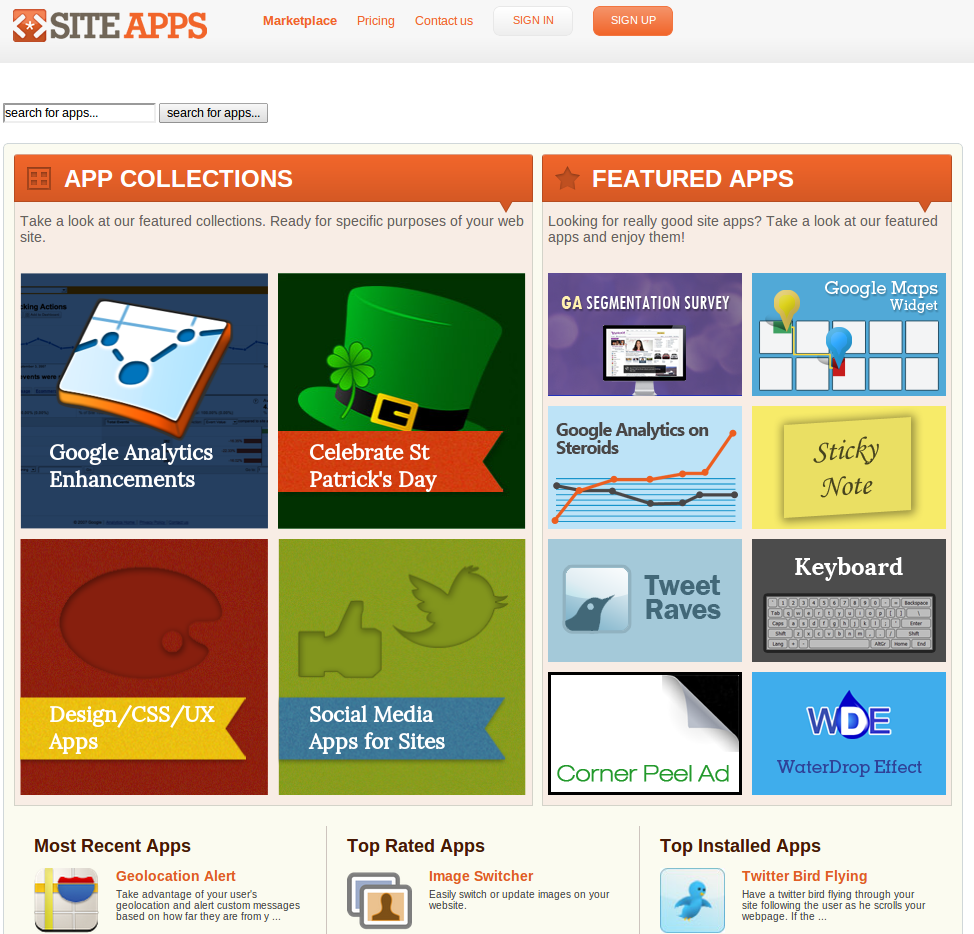 SITE APPS
Marketplace
Pricing
Contact us
SIGN IN
SIGN UP
search for apps...
search for apps...
APP COLLECTIONS
Take a look at our featured collections. Ready for specific purposes of your web
site.
Google Analytics
Enhancements
Celebrate St
Patrick's Day
Design/CSS/UX
Apps
Social Media
Apps for Sites
FEATURED APPS
Looking for really good site apps? Take a look at our featured
apps and enjoy them!
GA SEGMENTATION SURVEY
Google Maps
Widget
Google Analytics on
Steroids
Sticky
Note
Tweet
Raves
Keyboard
Corner Peel Ad
WDE
WaterDrop Effect
Most Recent Apps
Geolocation Alert
Take advantage of your user's
geolocation and alert custom messages
based on how far they are from y ...
Top Rated Apps
Image Switcher
Easily switch or update images on your
website.
Top Installed Apps
Twitter Bird Flying
Have a twitter bird flying through your
site following the user as he scrolls your
webpage. If the ...